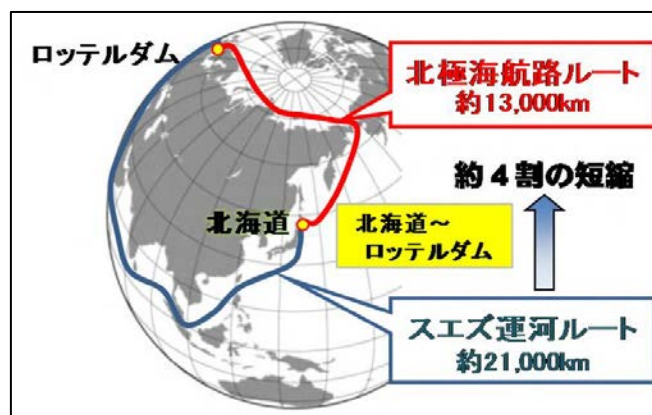 ロッテルダム
北極海航路ルート
約13,000km
約４割の短縮
北海道
北海道～
ロッテルダム
スエズ運河ルート
約21,000km